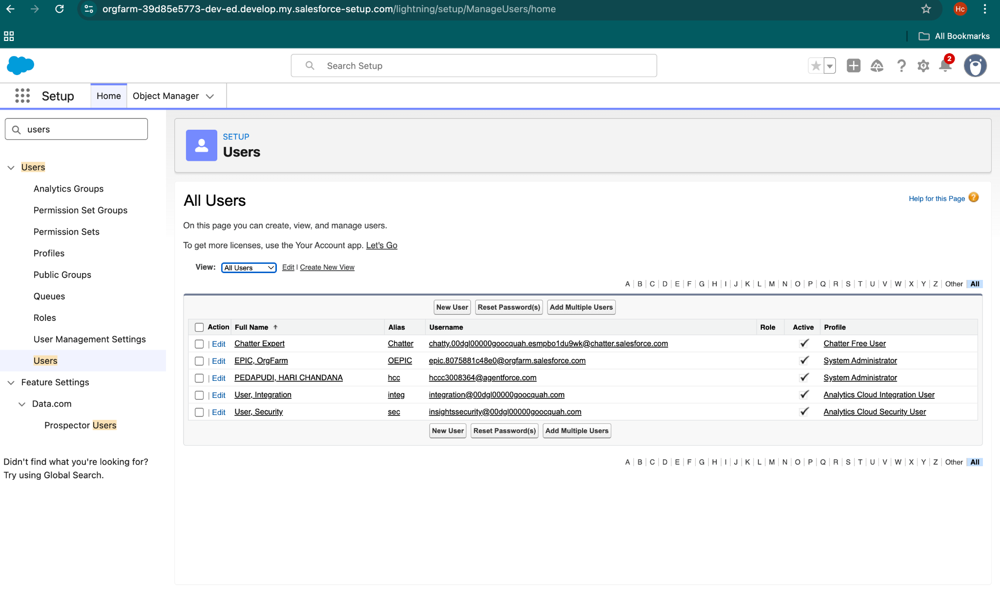 orgfarm-39d85e5773-dev-ed.develop.my.salesforce-setup.com/lightning/setup/ManageUsers/home
Hc
All Bookmarks
Search Setup
2
Setup
Home
Object Manager
users
SETUP
Users
Users
Analytics Groups
Permission Set Groups
Permission Sets
Profiles
Public Groups
Queues
Roles
User Management Settings
Users
Feature Settings
Data.com
Prospector Users
Didn't find what you're looking for?
Try using Global Search.
All Users
Help for this Page ?
On this page you can create, view, and manage users.
To get more licenses, use the Your Account app. Let's Go
View: All Users Edit | Create New View
A | B | C | D | E | F | G | H | I | J | K | L | M | N | O | P | Q | R | S | T | U | V | W | X | Y | Z | Other | All
New User Reset Password(s) Add Multiple Users
Action Full Name ↑ Alias Username Role Active Profile
| Edit Chatter Expert Chatter chatty.00dgl00000goocquah.esmpbo1du9wk@chatter.salesforce.com ✓ Chatter Free User
| Edit EPIC, OrgFarm OEPIC epic.8075881c48e0@orgfarm.salesforce.com ✓ System Administrator
| Edit PEDAPUDI, HARI CHANDANA hcc hccc3008364@agentforce.com ✓ System Administrator
| Edit User, Integration integ integration@00dgl00000goocquah.com ✓ Analytics Cloud Integration User
| Edit User, Security sec insightssecurity@00dgl00000goocquah.com ✓ Analytics Cloud Security User
New User Reset Password(s) Add Multiple Users
A | B | C | D | E | F | G | H | I | J | K | L | M | N | O | P | Q | R | S | T | U | V | W | X | Y | Z | Other | All